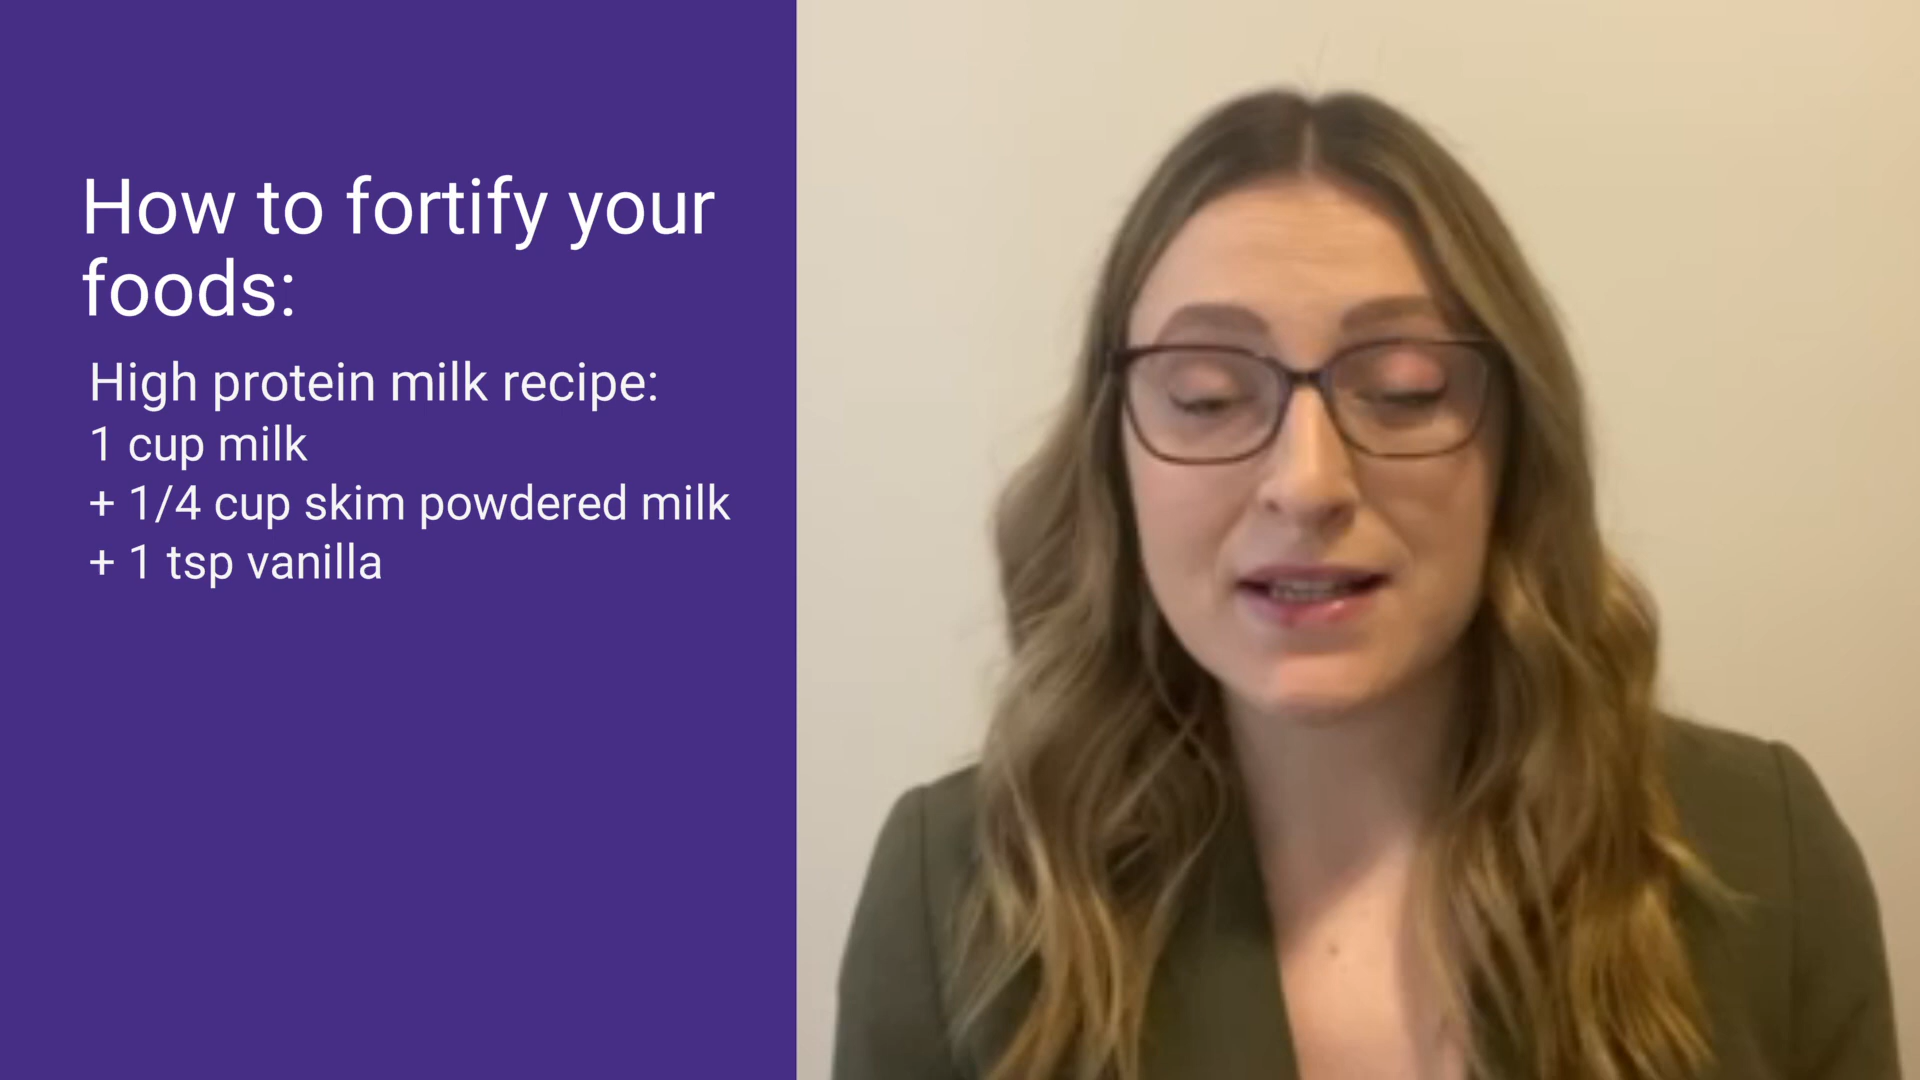 How to fortify your
foods:
High protein milk recipe:
1 cup milk
+ 1/4 cup skim powdered milk
+ 1 tsp vanilla